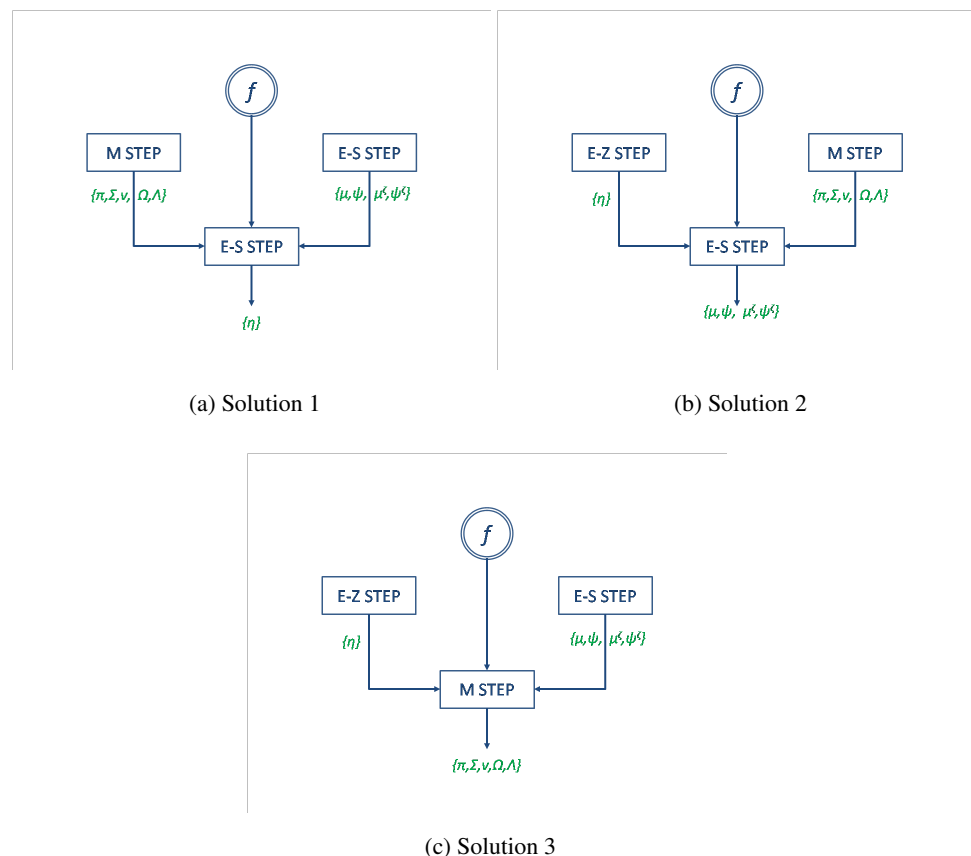 f
M STEP
E-S STEP
{π,Σ,ν, Ω,Λ}
{μ,ψ, μ^ζ,ψ^ζ}
E-S STEP
{η}
(a) Solution 1
f
E-Z STEP
M STEP
{η}
{π,Σ,ν, Ω,Λ}
E-S STEP
{μ,ψ, μ^ζ,ψ^ζ}
(b) Solution 2
f
E-Z STEP
E-S STEP
{η}
{μ,ψ, μ^ζ,ψ^ζ}
M STEP
{π,Σ,ν,Ω,Λ}
(c) Solution 3